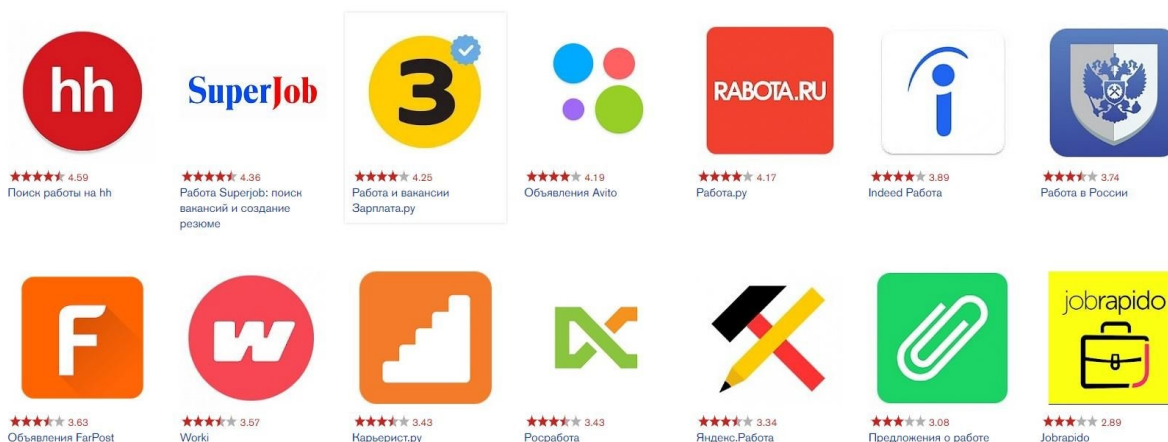 hh
SuperJob
3
RABOTA.RU
4.59
4.36
4.25
4.19
4.17
3.89
3.74
Поиск работы на hh
Работа Superjob: поиск
вакансий и создание
резюме
Работа и вакансии
Зарплата.ру
Объявления Avito
Работа.ру
Indeed Работа
Работа в России
F
w
jobrapido
3.63
3.57
3.43
3.43
3.34
3.08
2.89
Объявления FarPost
Worki
Карьерист.ру
Росработа
Яндекс.Работа
Предложения о работе
Jobrapido